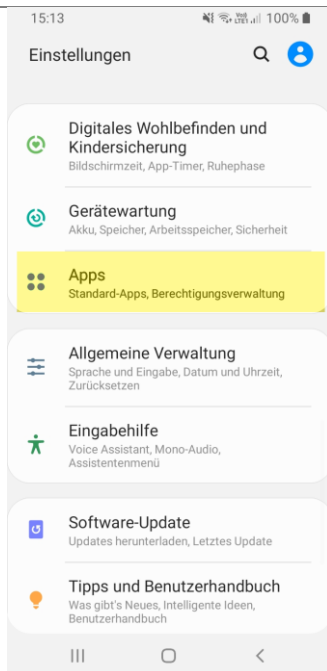 15:13
100%
Einstellungen
Digitales Wohlbefinden und
Kindersicherung
Bildschirmzeit, App-Timer, Ruhephase
Gerätewartung
Akku, Speicher, Arbeitsspeicher, Sicherheit
Apps
Standard-Apps, Berechtigungsverwaltung
Allgemeine Verwaltung
Sprache und Eingabe, Datum und Uhrzeit,
Zurücksetzen
Eingabehilfe
Voice Assistant, Mono-Audio,
Assistentenmenü
Software-Update
Updates herunterladen, Letztes Update
Tipps und Benutzerhandbuch
Was gibt's Neues, Intelligente Ideen,
Benutzerhandbuch